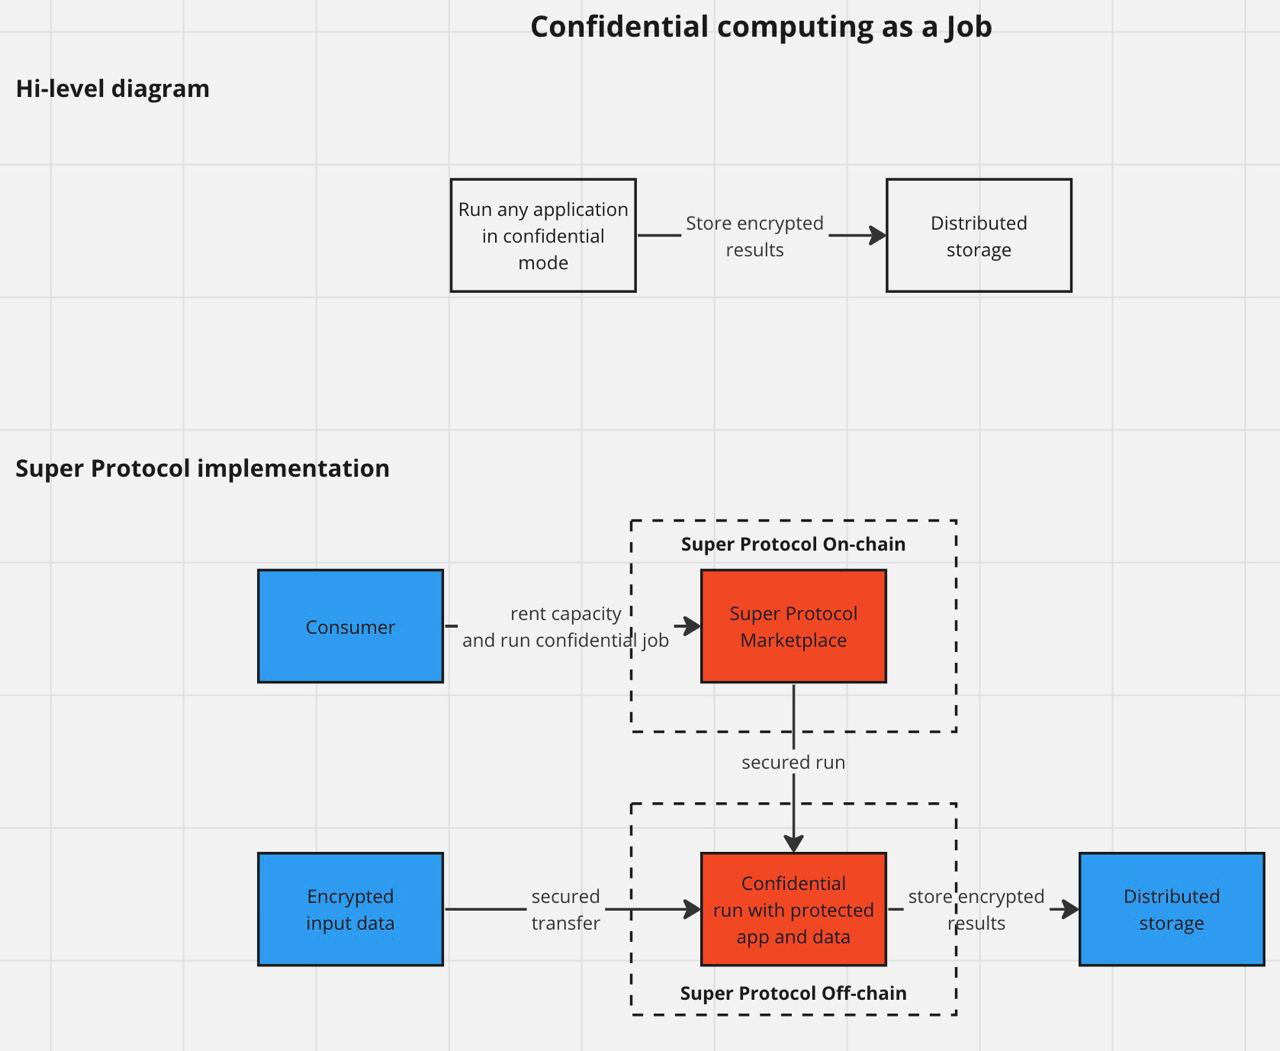 Confidential computing as a Job
Hi-level diagram
Run any application
in confidential
mode
Store encrypted
results
Distributed
storage
Super Protocol implementation
Super Protocol On-chain
Consumer
rent capacity
and run confidential job
Super Protocol
Marketplace
secured run
Encrypted
input data
secured
transfer
Confidential
run with protected
app and data
store encrypted
results
Distributed
storage
Super Protocol Off-chain